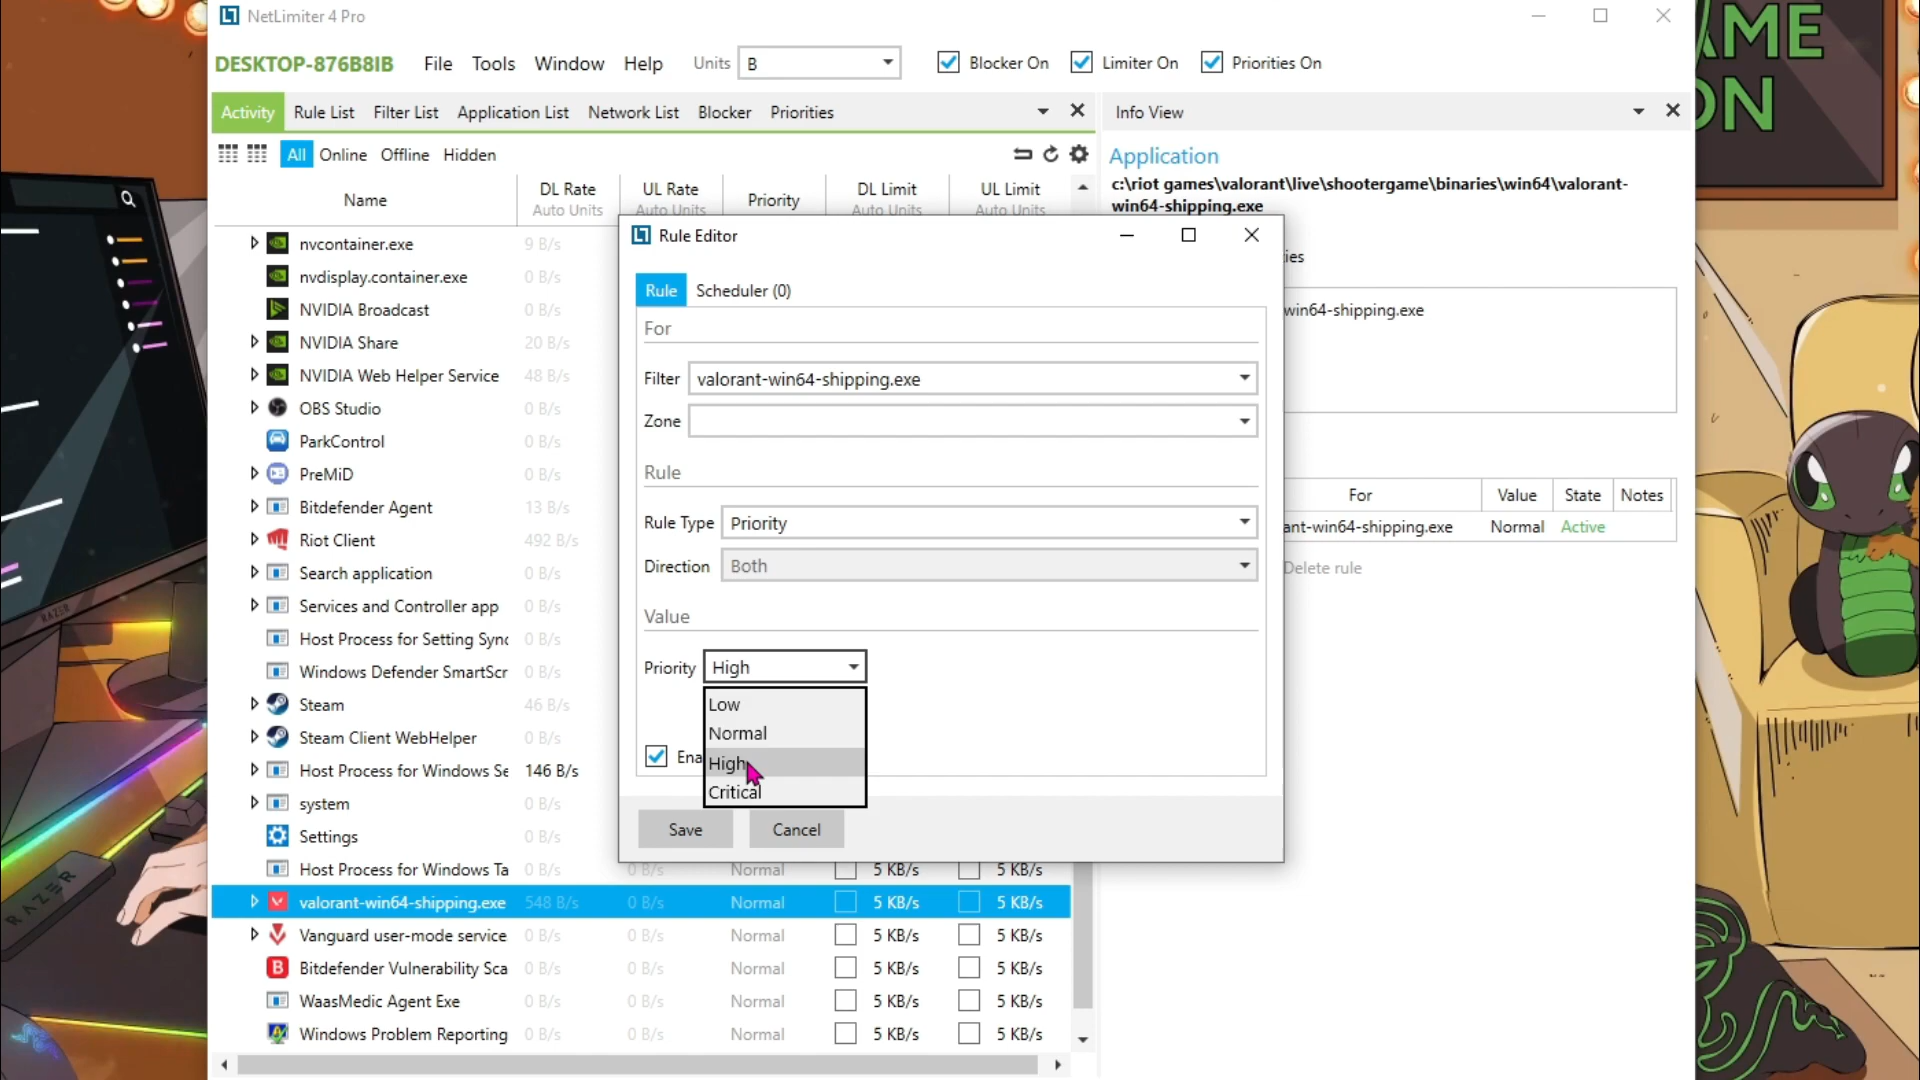 NetLimiter 4 Pro
DESKTOP-876B8IB File Tools Window Help Units B Blocker On Limiter On Priorities On
Activity Rule List Filter List Application List Network List Blocker Priorities
Info View
All Online Offline Hidden
Application
c:\riot games\valorant\live\shootergame\binaries\win64\valorant-
win64-shipping.exe
Name DL Rate UL Rate Priority DL Limit UL Limit
Auto Units Auto Units Auto Units Auto Units
nvcontainer.exe 9 B/s
nvdisplay.container.exe 0 B/s
NVIDIA Broadcast 0 B/s
NVIDIA Share 20 B/s
NVIDIA Web Helper Service 48 B/s
OBS Studio 0 B/s
ParkControl 0 B/s
PreMiD 0 B/s
Bitdefender Agent 13 B/s
Riot Client 492 B/s
Search application 0 B/s
Services and Controller app 0 B/s
Host Process for Setting Sync 0 B/s
Windows Defender SmartScr 0 B/s
Steam 46 B/s
Steam Client WebHelper 0 B/s
Host Process for Windows Se 146 B/s
system 0 B/s
Settings 0 B/s
Host Process for Windows Ta 0 B/s 0 B/s Normal 5 KB/s 5 KB/s
valorant-win64-shipping.exe 548 B/s 0 B/s Normal 5 KB/s 5 KB/s
Vanguard user-mode service 0 B/s 0 B/s Normal 5 KB/s 5 KB/s
Bitdefender Vulnerability Sca 0 B/s 0 B/s Normal 5 KB/s 5 KB/s
WaasMedic Agent Exe 0 B/s 0 B/s Normal 5 KB/s 5 KB/s
Windows Problem Reporting 0 B/s 0 B/s Normal 5 KB/s 5 KB/s
Rule Editor
Rule Scheduler (0)
For
Filter valorant-win64-shipping.exe
Zone
Rule
Rule Type Priority
Direction Both
Value
Priority High
Low
Normal
Ena High
Critical
Save Cancel
ies
win64-shipping.exe
For Value State Notes
ant-win64-shipping.exe Normal Active
Delete rule
AME
ON
RAZER
RAZER